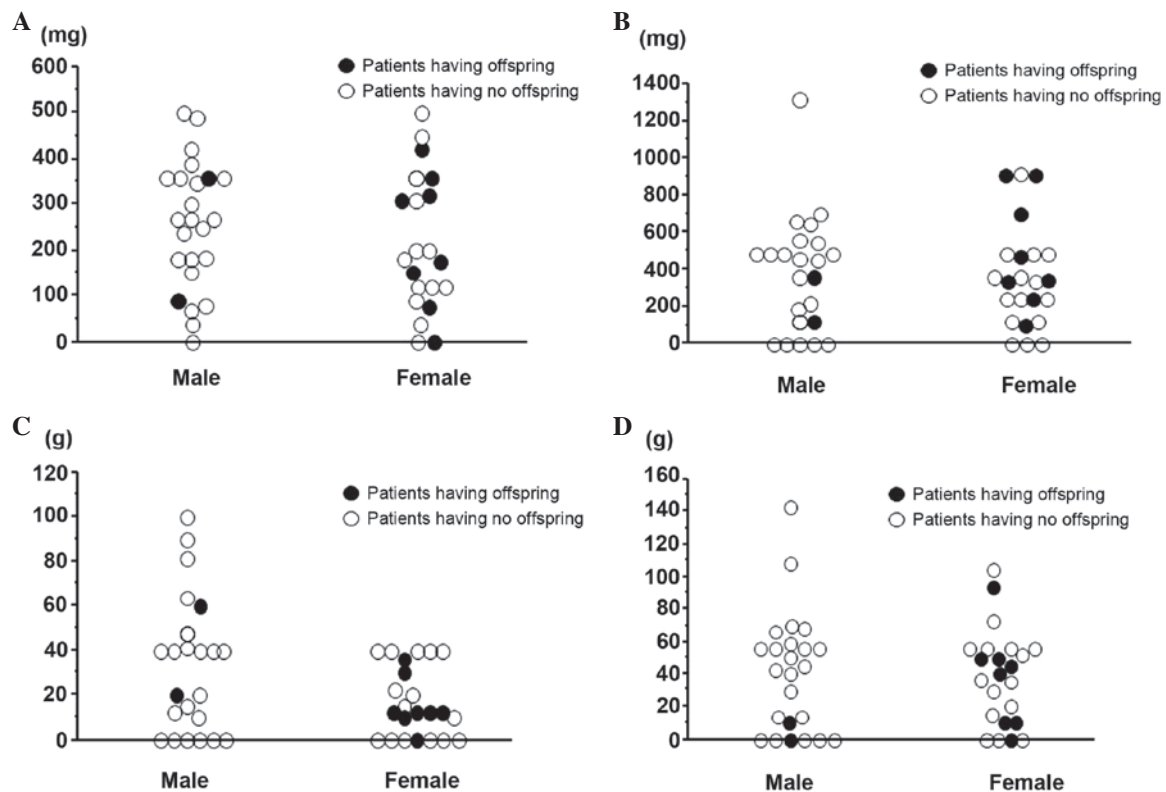 A
(mg)
600
500
400
300
200
100
0
Patients having offspring
Patients having no offspring
Male
Female
B
(mg)
1400
1200
1000
800
600
400
200
0
Patients having offspring
Patients having no offspring
Male
Female
C
(g)
120
100
80
60
40
20
0
Patients having offspring
Patients having no offspring
Male
Female
D
(g)
160
140
120
100
80
60
40
20
0
Patients having offspring
Patients having no offspring
Male
Female